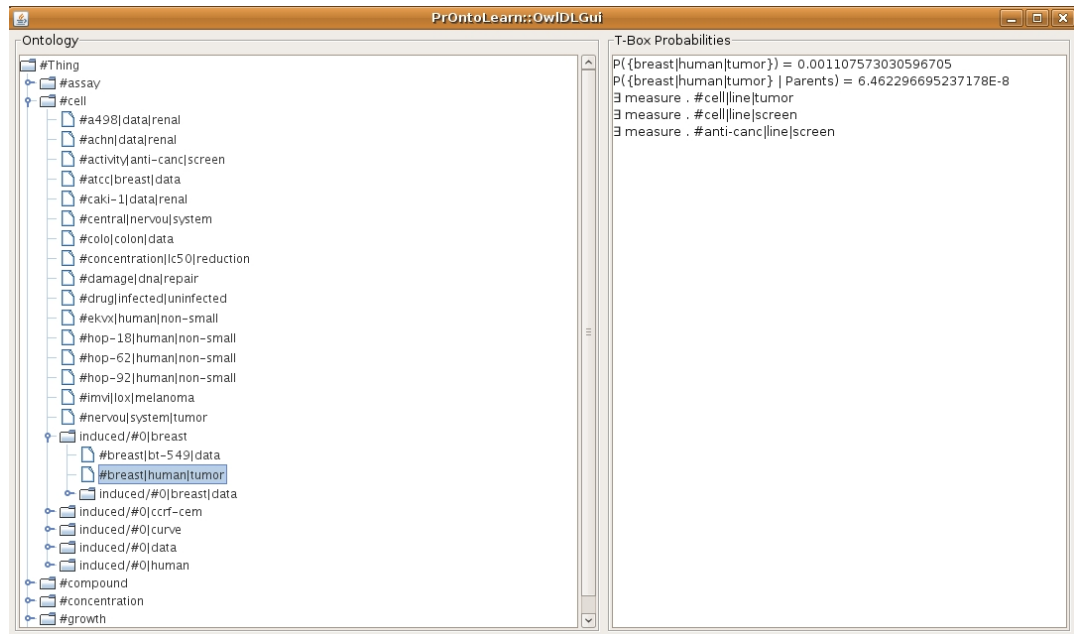 PrOntoLearn::OwlDLGui
Ontology
#Thing
#assay
#cell
#a498|data|renal
#achn|data|renal
#activity|anti-canc|screen
#atcc|breast|data
#caki-1|data|renal
#central|nervou|system
#colo|colon|data
#concentration|lc50|reduction
#damage|dna|repair
#drug|infected|uninfected
#ekvx|human|non-small
#hop-18|human|non-small
#hop-62|human|non-small
#hop-92|human|non-small
#imvi|lox|melanoma
#nervou|system|tumor
induced/#0|breast
#breast|bt-549|data
#breast|human|tumor
induced/#0|breast|data
induced/#0|ccrf-cem
induced/#0|curve
induced/#0|data
induced/#0|human
#compound
#concentration
#growth
T-Box Probabilities
P({breast|human|tumor}) = 0.001107573030596705
P({breast|human|tumor} | Parents) = 6.462296695237178E-8
∃ measure . #cell|line|tumor
∃ measure . #cell|line|screen
∃ measure . #anti-canc|line|screen